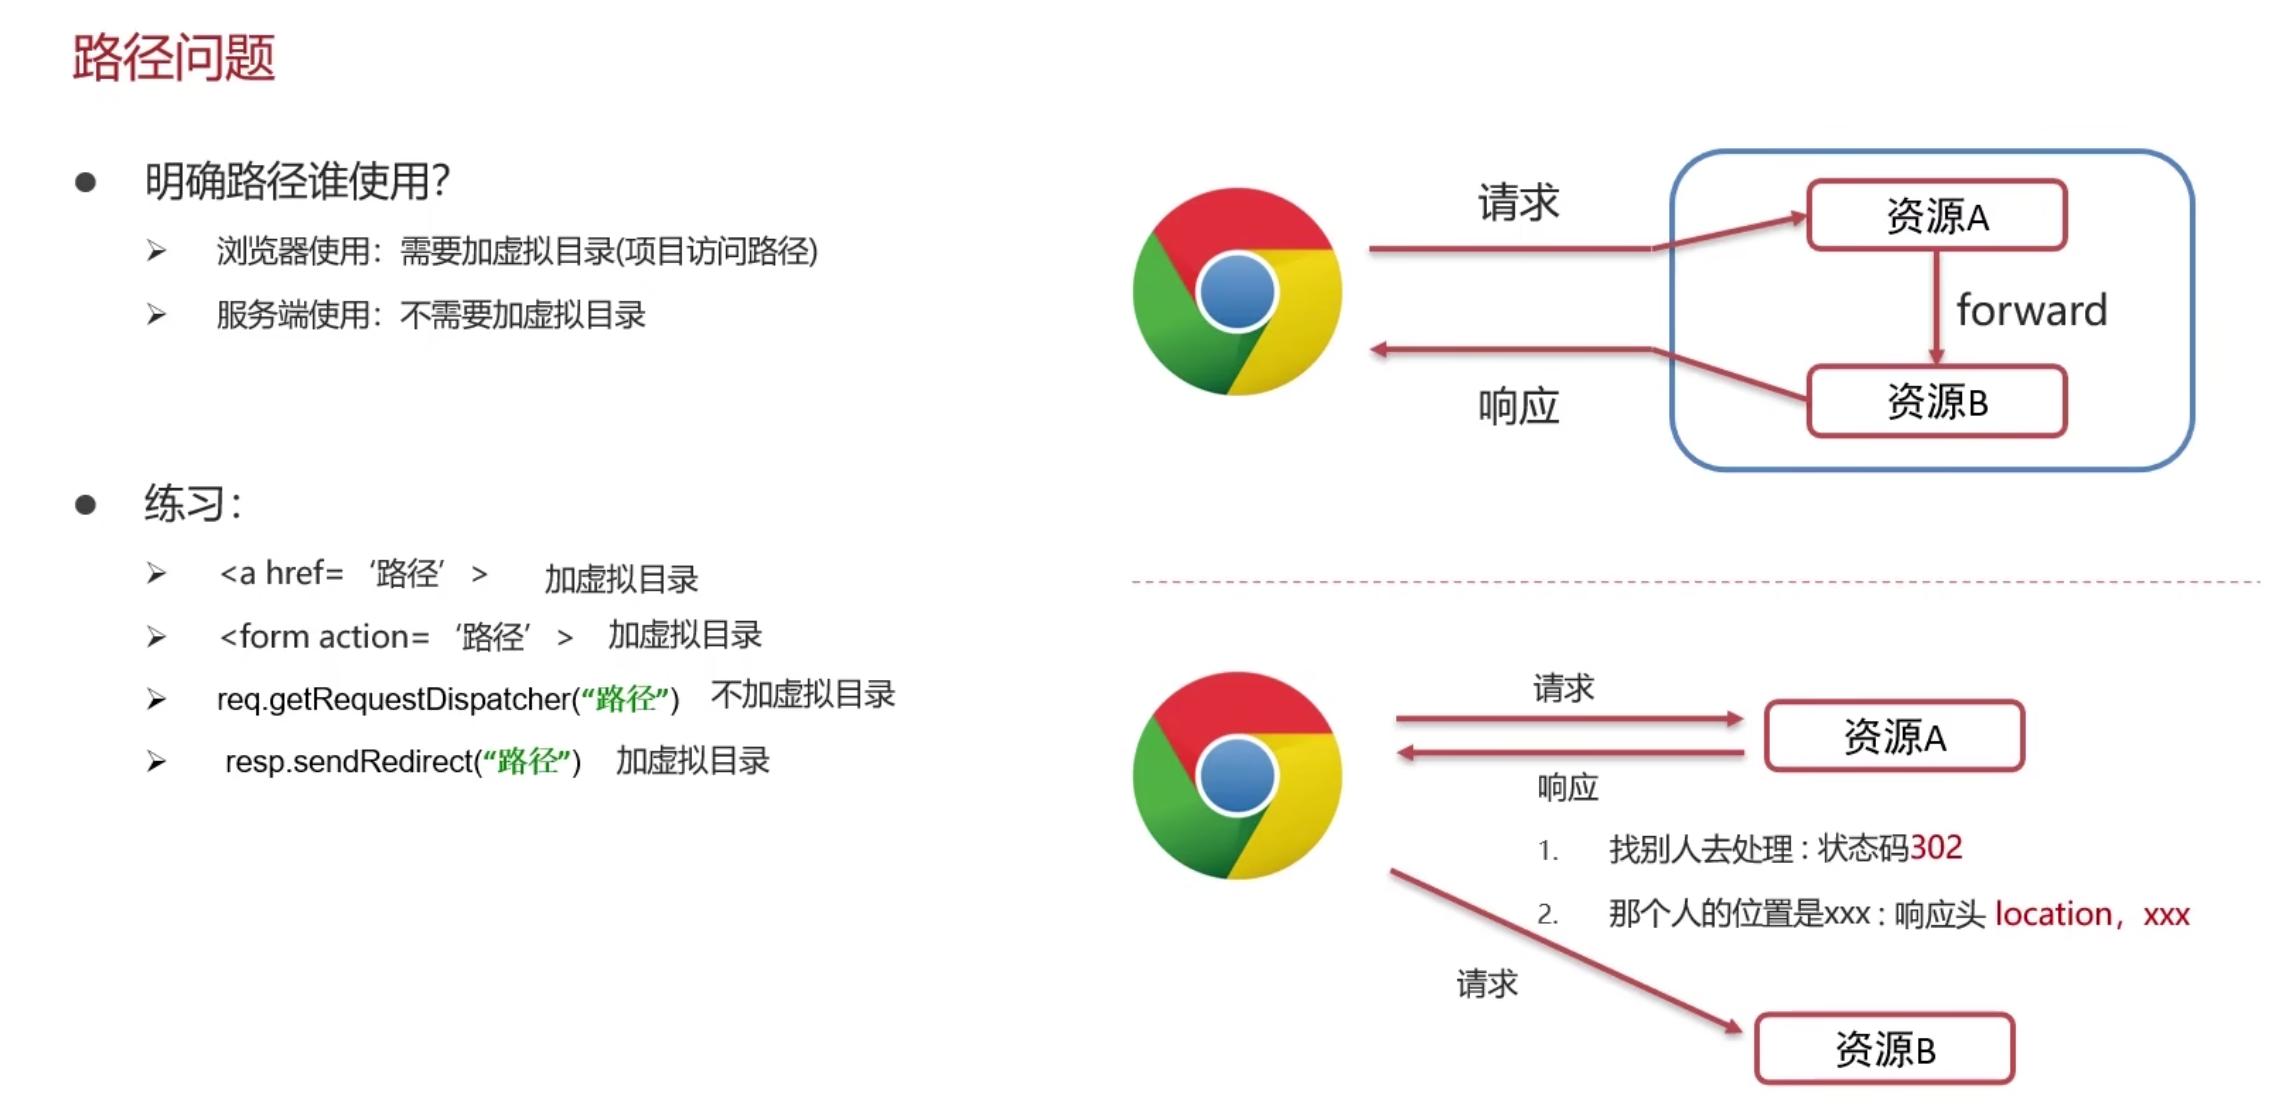 路径问题
明确路径谁使用?
浏览器使用：需要加虚拟目录(项目访问路径)
服务端使用：不需要加虚拟目录
练习：
<a href=‘路径’> 加虚拟目录
<form action=‘路径’> 加虚拟目录
req.getRequestDispatcher(“路径”) 不加虚拟目录
resp.sendRedirect(“路径”) 加虚拟目录
请求
资源A
forward
响应
资源B
请求
资源A
响应
1. 找别人去处理：状态码302
2. 那个人的位置是xxx：响应头 location，xxx
请求
资源B